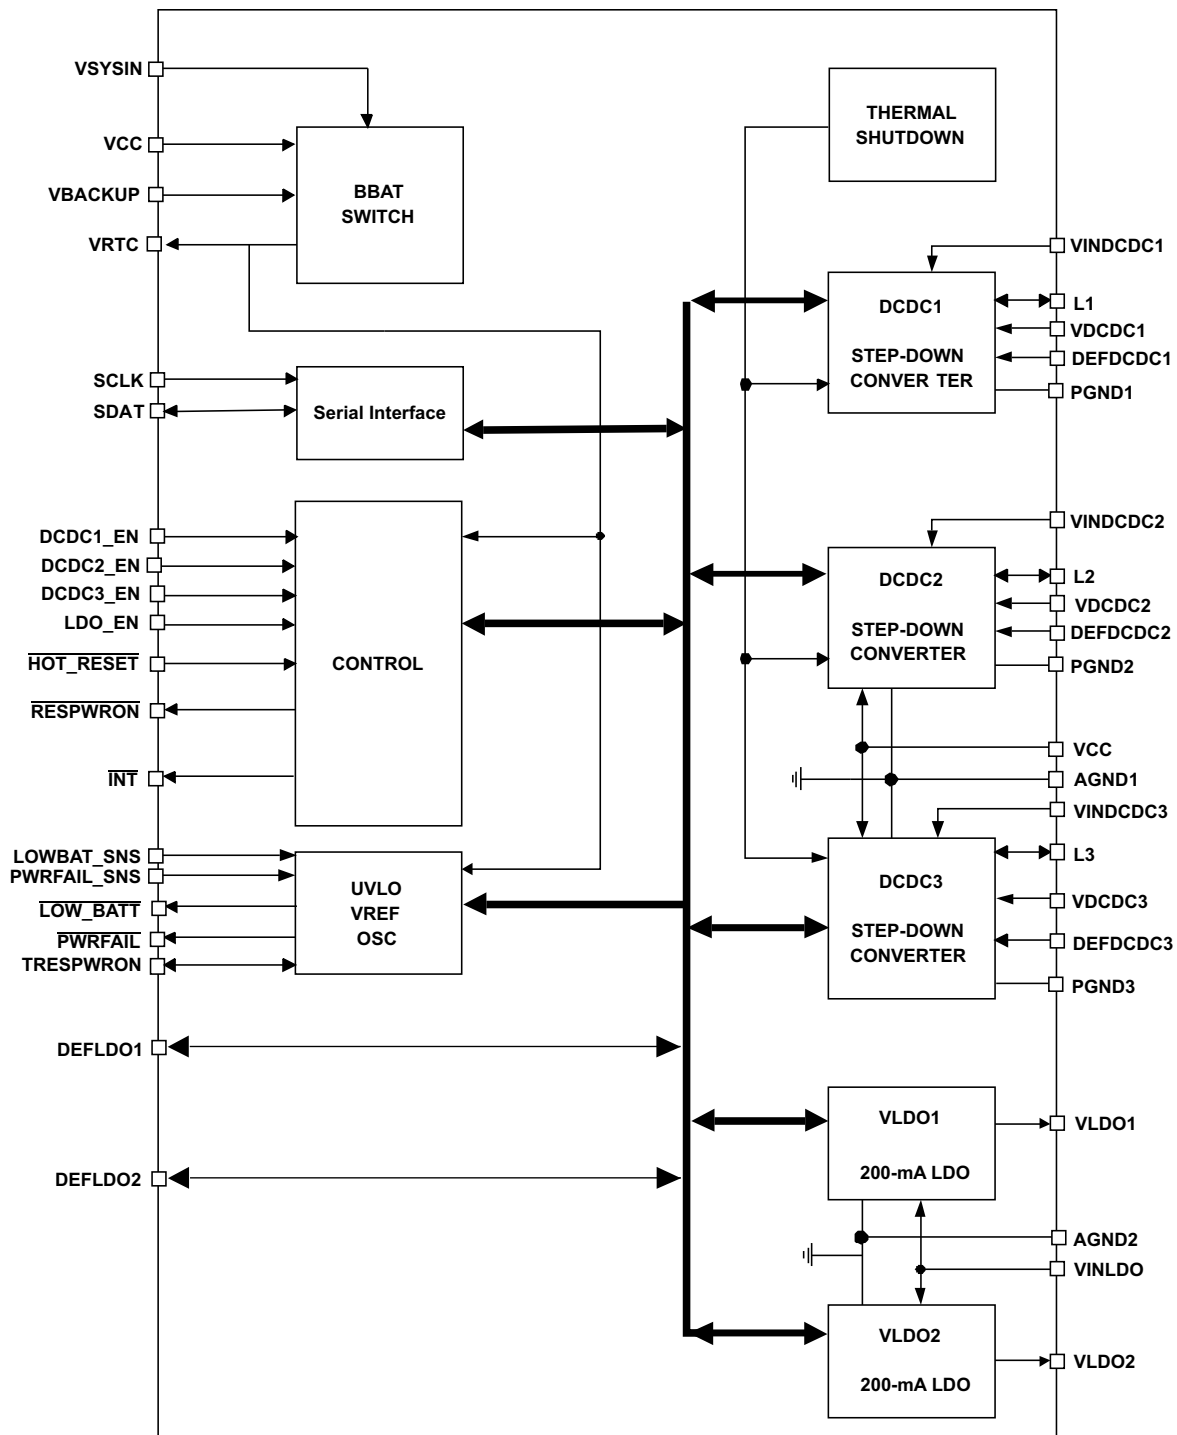 VSYSIN
VCC
VBACKUP
VRTC
BBAT
SWITCH
THERMAL
SHUTDOWN
SCLK
SDAT
Serial Interface
VINDCDC1
DCDC1
STEP-DOWN
CONVER TER
L1
VDCDC1
DEFDCDC1
PGND1
DCDC1_EN
DCDC2_EN
DCDC3_EN
LDO_EN
HOT_RESET
RESPWRON
INT
CONTROL
VINDCDC2
DCDC2
STEP-DOWN
CONVERTER
L2
VDCDC2
DEFDCDC2
PGND2
VCC
AGND1
VINDCDC3
LOWBAT_SNS
PWRFAIL_SNS
LOW_BATT
PWRFAIL
TRESPWRON
UVLO
VREF
OSC
DCDC3
STEP-DOWN
CONVERTER
L3
VDCDC3
DEFDCDC3
PGND3
DEFLDO1
DEFLDO2
VLDO1
200-mA LDO
VLDO1
AGND2
VINLDO
VLDO2
200-mA LDO
VLDO2